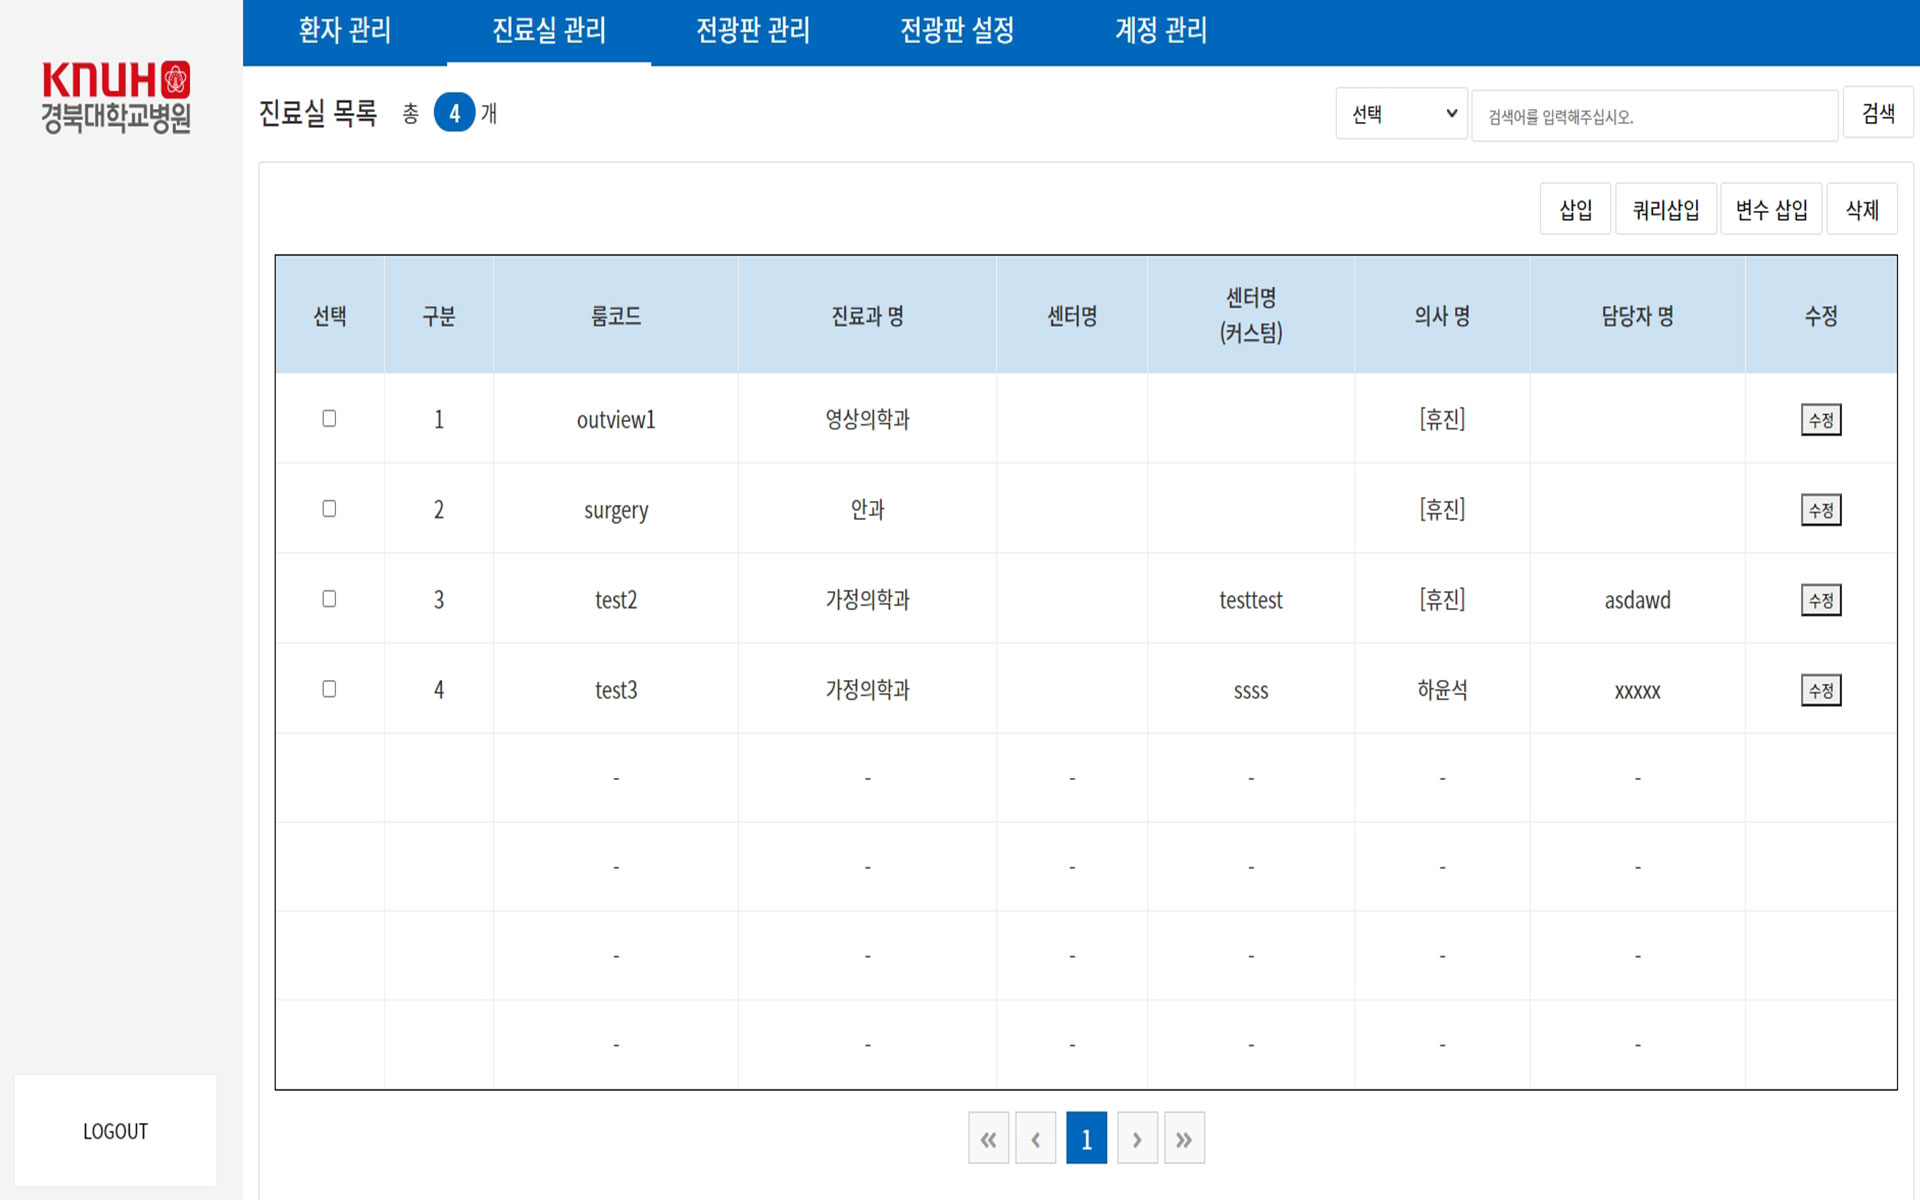 KNUH
경북대학교병원
환자 관리 진료실 관리 전광판 관리 전광판 설정 계정 관리
진료실 목록 총 4 개 선택 검색어를 입력해주십시오. 검색
삽입 쿼리삽입 변수 삽입 삭제
선택 구분 룸코드 진료과 명 센터명 센터명 (커스텀) 의사 명 담당자 명 수정
1 outview1 영상의학과 [휴진] 수정
2 surgery 안과 [휴진] 수정
3 test2 가정의학과 testtest [휴진] asdawd 수정
4 test3 가정의학과 ssss 하윤석 xxxxx 수정
- - - - - -
- - - - - -
- - - - - -
- - - - - -
« ‹ 1 › »
LOGOUT